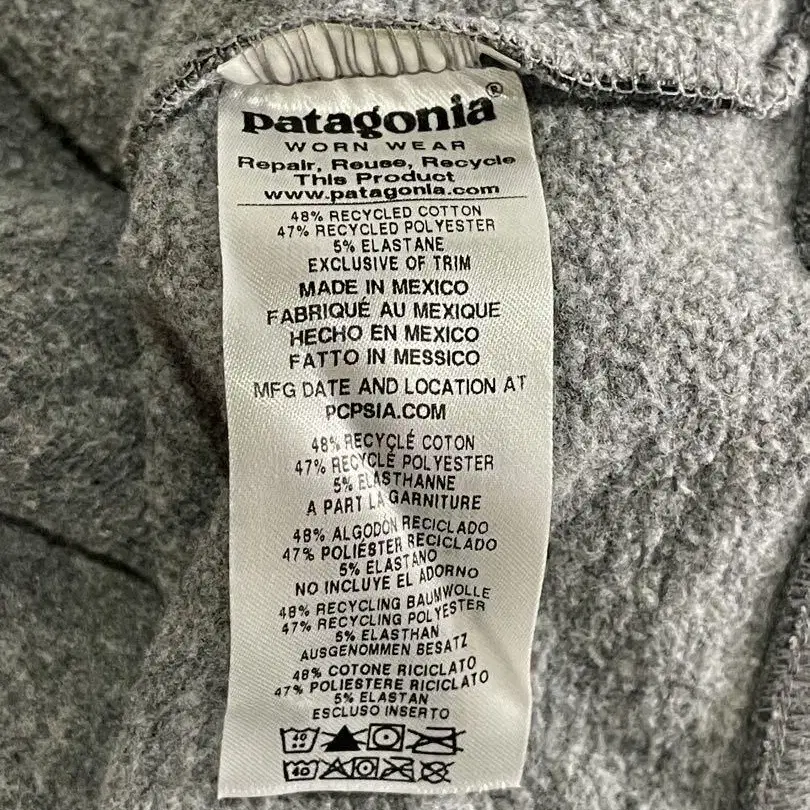 patagonia®
WORN WEAR
Repair, Reuse, Recycle
This Product
www.patagonia.com
48% RECYCLED COTTON
47% RECYCLED POLYESTER
5% ELASTANE
EXCLUSIVE OF TRIM
MADE IN MEXICO
FABRIQUÉ AU MEXIQUE
HECHO EN MEXICO
FATTO IN MESSICO
MFG DATE AND LOCATION AT
PCPSIA.COM
48% RECYCLÉ COTON
47% RECYCLÉ POLYESTER
5% ELASTHANNE
A PART LA GARNITURE
48% ALGODÓN RECICLADO
47% POLIÉSTER RECICLADO
5% ELASTANO
NO INCLUYE EL ADORNO
48% RECYCLING BAUMWOLLE
47% RECYCLING POLYESTER
5% ELASTHAN
AUSGENOMMEN BESATZ
48% COTONE RICICLATO
47% POLIESTERE RICICLATO
5% ELASTAN
ESCLUSO INSERTO
40
40